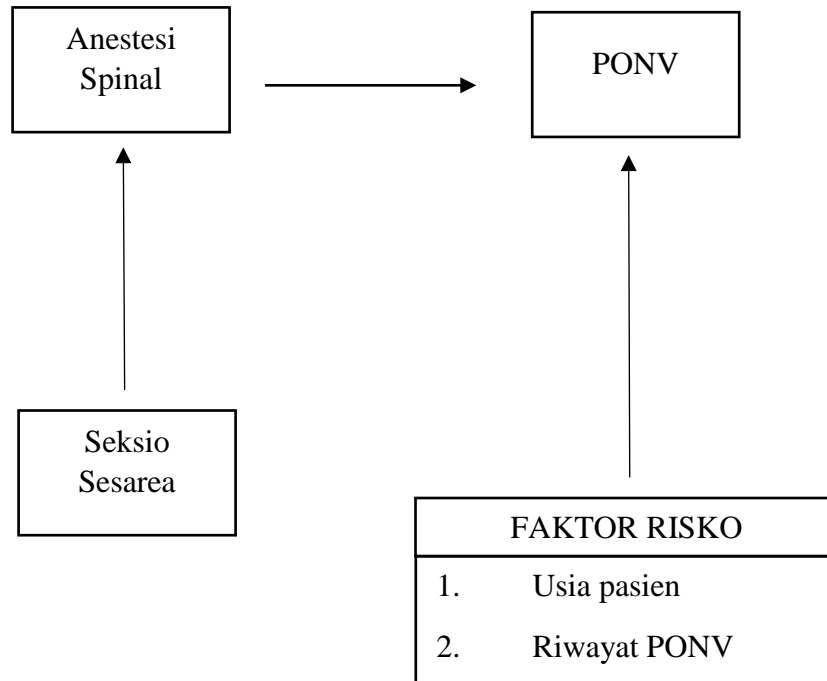 Anestesi
Spinal
PONV
Seksio
Sesarea
FAKTOR RISKO
1. Usia pasien
2. Riwayat PONV